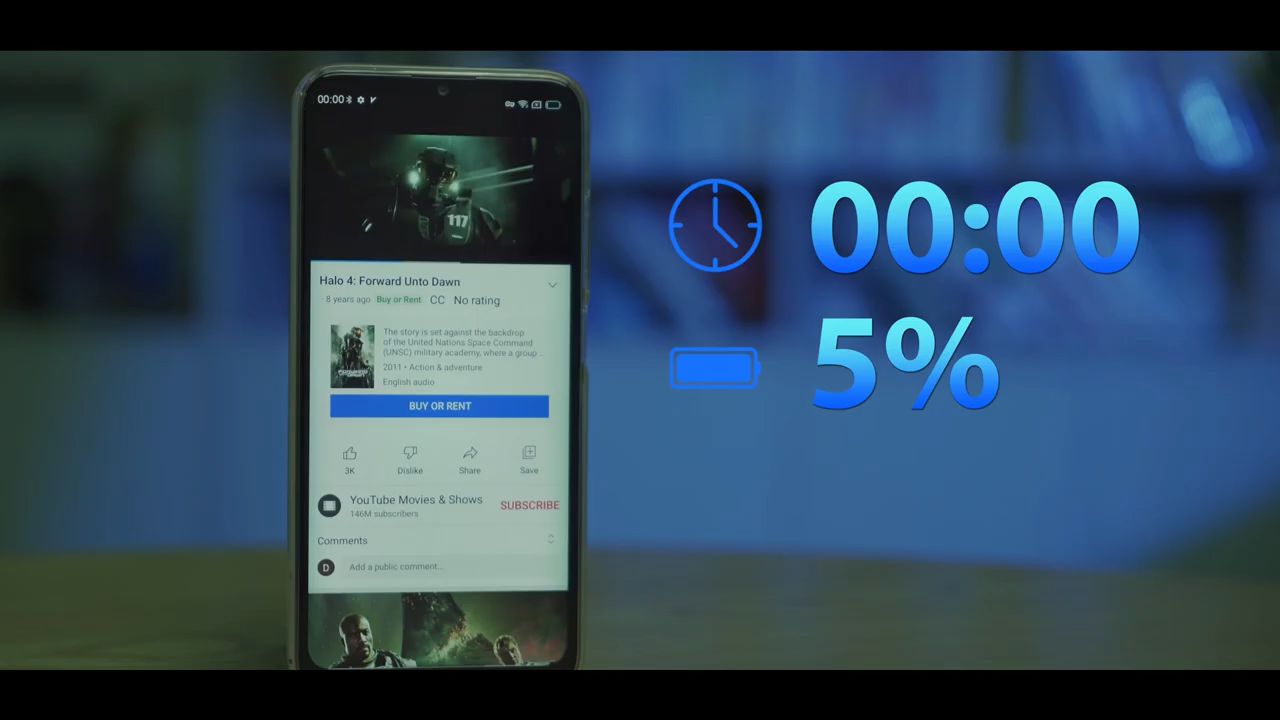 00:00
117
Halo 4: Forward Unto Dawn
· 8 years ago Buy or Rent CC No rating
The story is set against the backdrop
of the United Nations Space Command
(UNSC) military academy, where a group ...
2011 • Action & adventure
English audio
BUY OR RENT
3K Dislike Share Save
YouTube Movies & Shows
146M subscribers
SUBSCRIBE
Comments
D Add a public comment...
00:00
5%